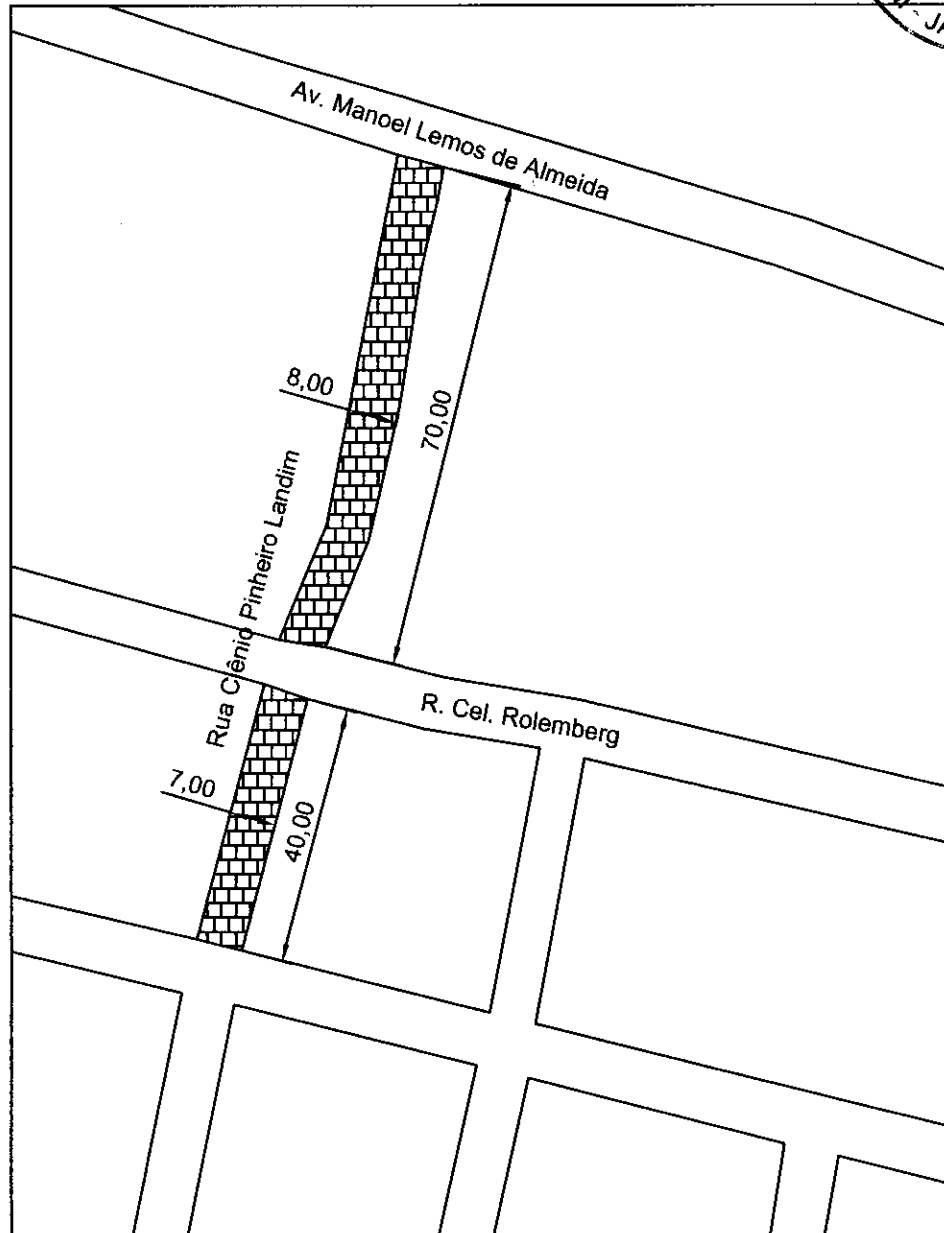 Av. Manoel Lemos de Almeida
8,00
70,00
Rua Clênio Pinheiro Landim
R. Cel. Rolemberg
7,00
40,00